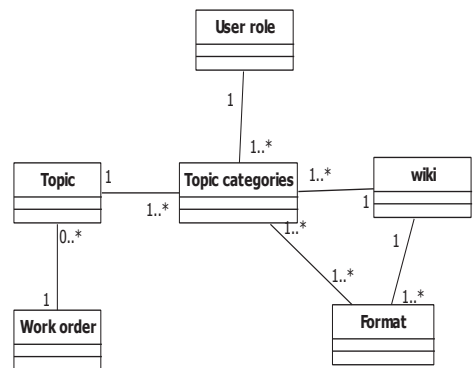 User role
1
1..*
Topic
1
1..*
Topic categories
1..*
1
wiki
0..*
1
Work order
1..*
1..*
1
1..*
Format